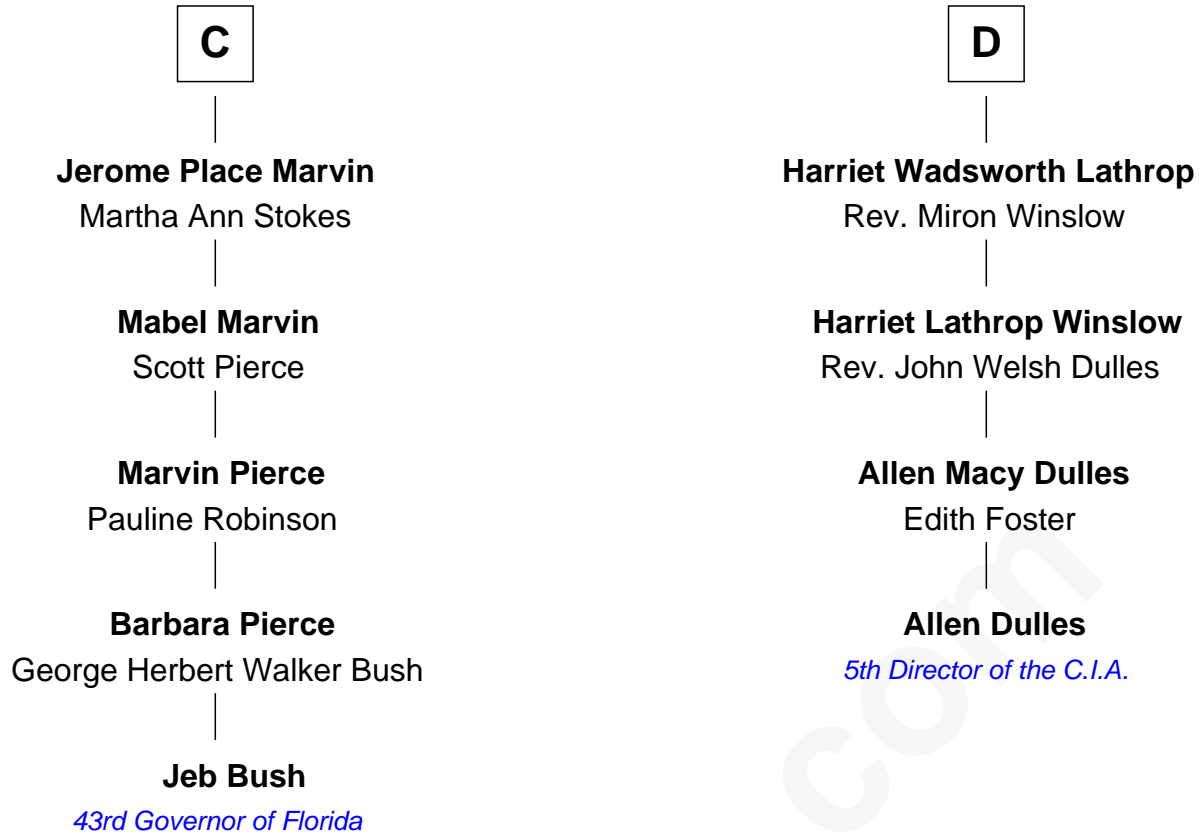 C
Jerome Place Marvin
Martha Ann Stokes
Mabel Marvin
Scott Pierce
Marvin Pierce
Pauline Robinson
Barbara Pierce
George Herbert Walker Bush
Jeb Bush
43rd Governor of Florida
D
Harriet Wadsworth Lathrop
Rev. Miron Winslow
Harriet Lathrop Winslow
Rev. John Welsh Dulles
Allen Macy Dulles
Edith Foster
Allen Dulles
5th Director of the C.I.A.
com